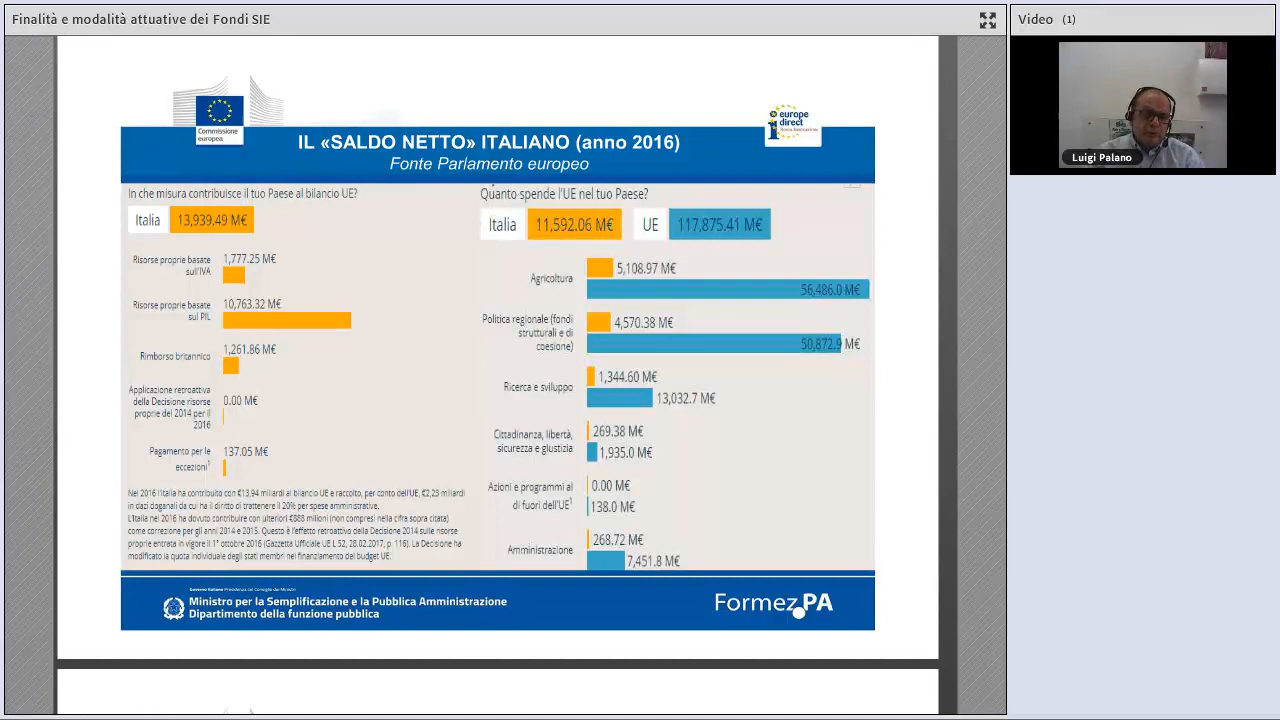 Finalità e modalità attuative dei Fondi SIE
Video (1)
Luigi Palano
Commissione
europea
europe
direct
IL «SALDO NETTO» ITALIANO (anno 2016)
Fonte Parlamento europeo
In che misura contribuisce il tuo Paese al bilancio UE?
Italia 13,939.49 M€
Risorse proprie basate
sull'IVA
1,777.25 M€
Risorse proprie basate
sul PIL
10,763.32 M€
Rimborso britannico
1,261.86 M€
Applicazione retroattiva
della Decisione risorse
proprie del 2014 per il
2016
0.00 M€
Pagamento per le
eccezioni¹
137.05 M€
Nel 2016 l'Italia ha contribuito con €13,94 miliardi al bilancio UE e raccolto, per conto dell'UE, €2,23 miliardi
in dazi doganali da cui ha il diritto di trattenere il 20% per spese amministrative.
L'Italia nel 2016 ha dovuto contribuire con ulteriori €888 milioni (non compresi nella cifra sopra citata)
come correzione per gli anni 2014 e 2015. Questo è l'effetto retroattivo della Decisione 2014 sulle risorse
proprie entrata in vigore il 1° ottobre 2016 (Gazzetta Ufficiale UE L 52, 28.02.2017, p. 116). La Decisione ha
modificato la quota individuale degli stati membri nel finanziamento del budget UE.
Quanto spende l'UE nel tuo Paese?
Italia 11,592.06 M€ UE 117,875.41 M€
Agricoltura
5,108.97 M€
56,486.0 M€
Politica regionale (fondi
strutturali e di
coesione)
4,570.38 M€
50,872.9 M€
Ricerca e sviluppo
1,344.60 M€
13,032.7 M€
Cittadinanza, libertà,
sicurezza e giustizia
269.38 M€
1,935.0 M€
Azioni e programmi al
di fuori dell'UE¹
0.00 M€
138.0 M€
Amministrazione
268.72 M€
7,451.8 M€
Governo Italiano Presidenza del Consiglio dei Ministri
Ministro per la Semplificazione e la Pubblica Amministrazione
Dipartimento della funzione pubblica
Formez PA